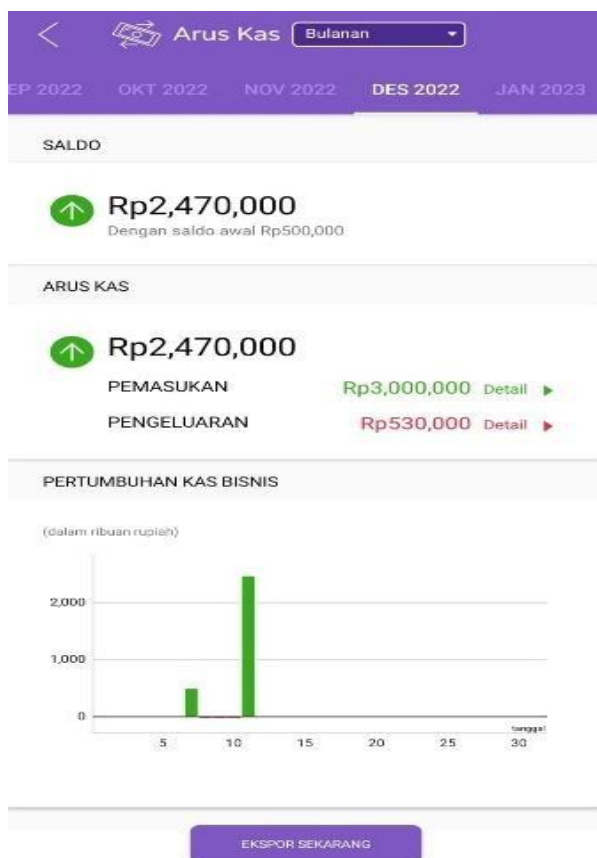 Arus Kas Bulanan
EP 2022 OKT 2022 NOV 2022 DES 2022 JAN 2023
SALDO
Rp2,470,000
Dengan saldo awal Rp500,000
ARUS KAS
Rp2,470,000
PEMASUKAN Rp3,000,000 Detail
PENGELUARAN Rp530,000 Detail
PERTUMBUHAN KAS BISNIS
(dalam ribuan rupiah)
2,000
1,000
0
tanggal
5 10 15 20 25 30
EKSPOR SEKARANG